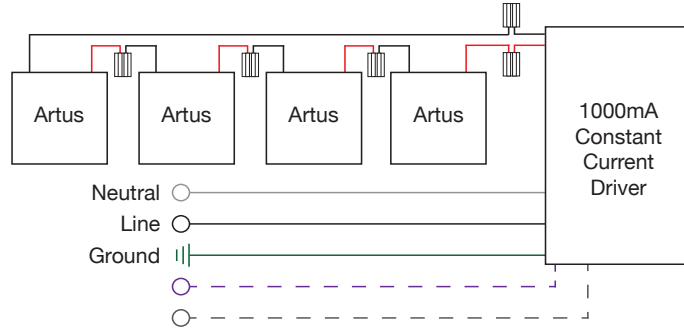 Artus
Artus
Artus
Artus
1000mA
Constant
Current
Driver
Neutral
Line
Ground